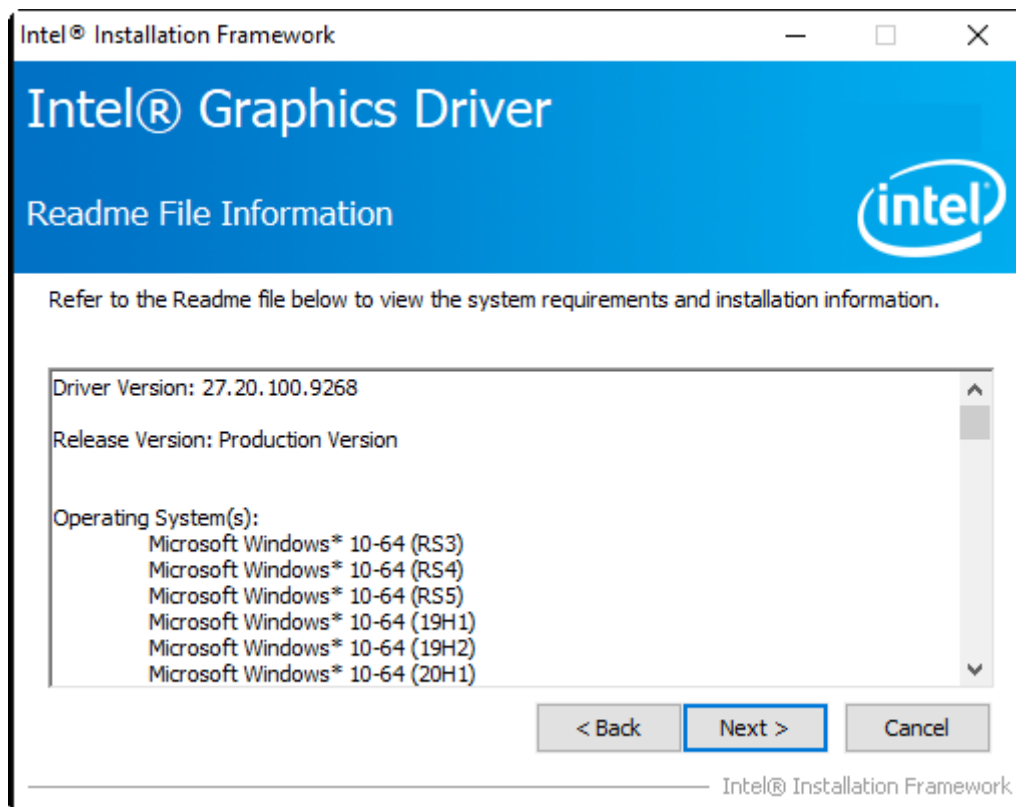 Intel® Installation Framework
Intel® Graphics Driver
Readme File Information
intel
Refer to the Readme file below to view the system requirements and installation information.
Driver Version: 27.20.100.9268
Release Version: Production Version
Operating System(s):
Microsoft Windows* 10-64 (RS3)
Microsoft Windows* 10-64 (RS4)
Microsoft Windows* 10-64 (RS5)
Microsoft Windows* 10-64 (19H1)
Microsoft Windows* 10-64 (19H2)
Microsoft Windows* 10-64 (20H1)
< Back Next > Cancel
Intel® Installation Framework